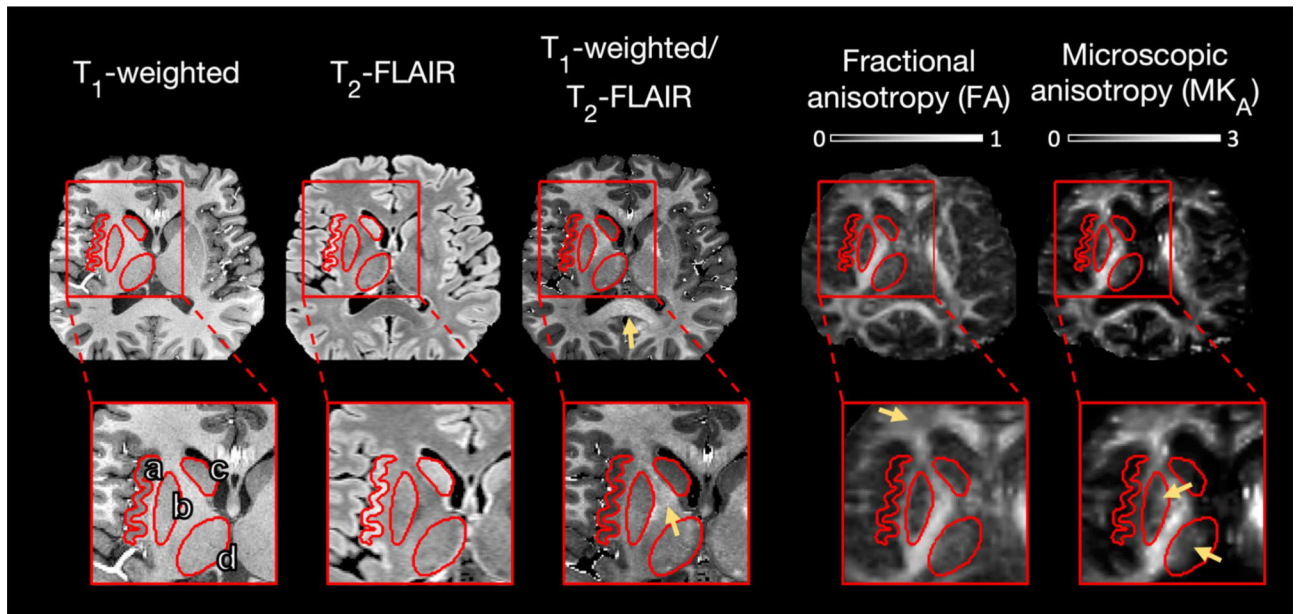 T1-weighted
T2-FLAIR
T1-weighted/
T2-FLAIR
Fractional
anisotropy (FA)
0 1
Microscopic
anisotropy (MKA)
0 3
a
b
c
d